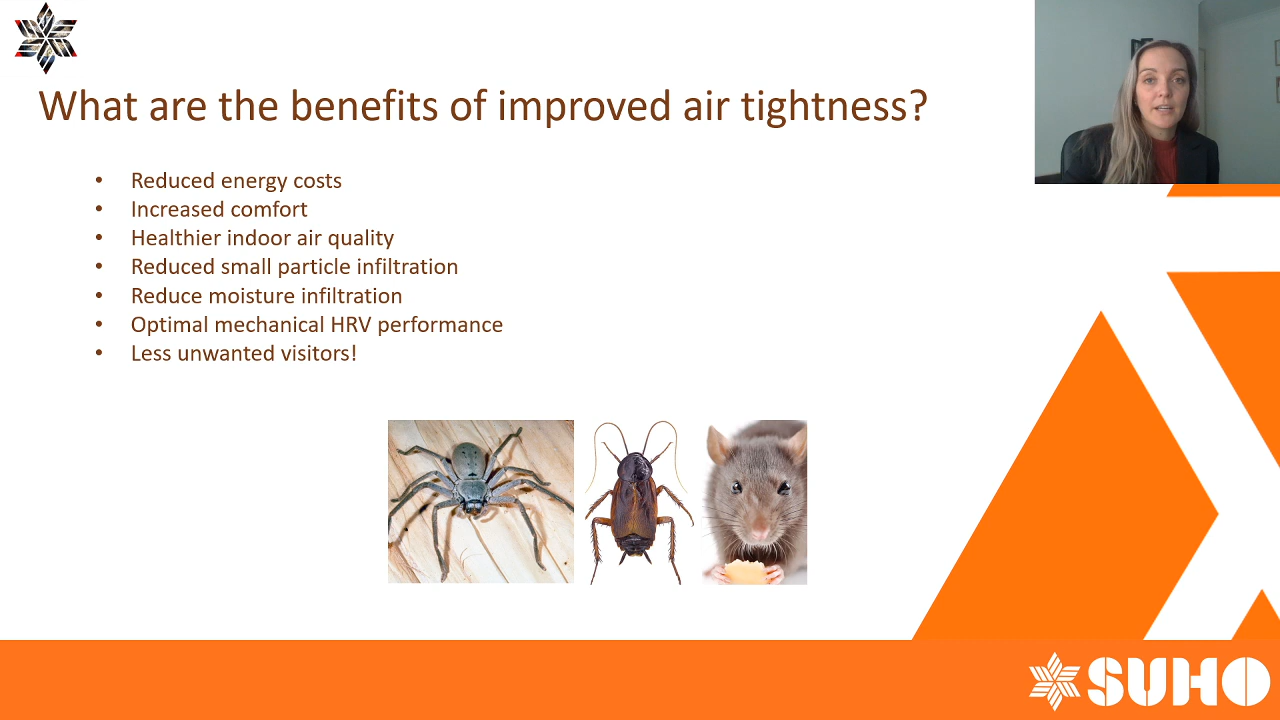 What are the benefits of improved air tightness?
• Reduced energy costs
• Increased comfort
• Healthier indoor air quality
• Reduced small particle infiltration
• Reduce moisture infiltration
• Optimal mechanical HRV performance
• Less unwanted visitors!
SUHO